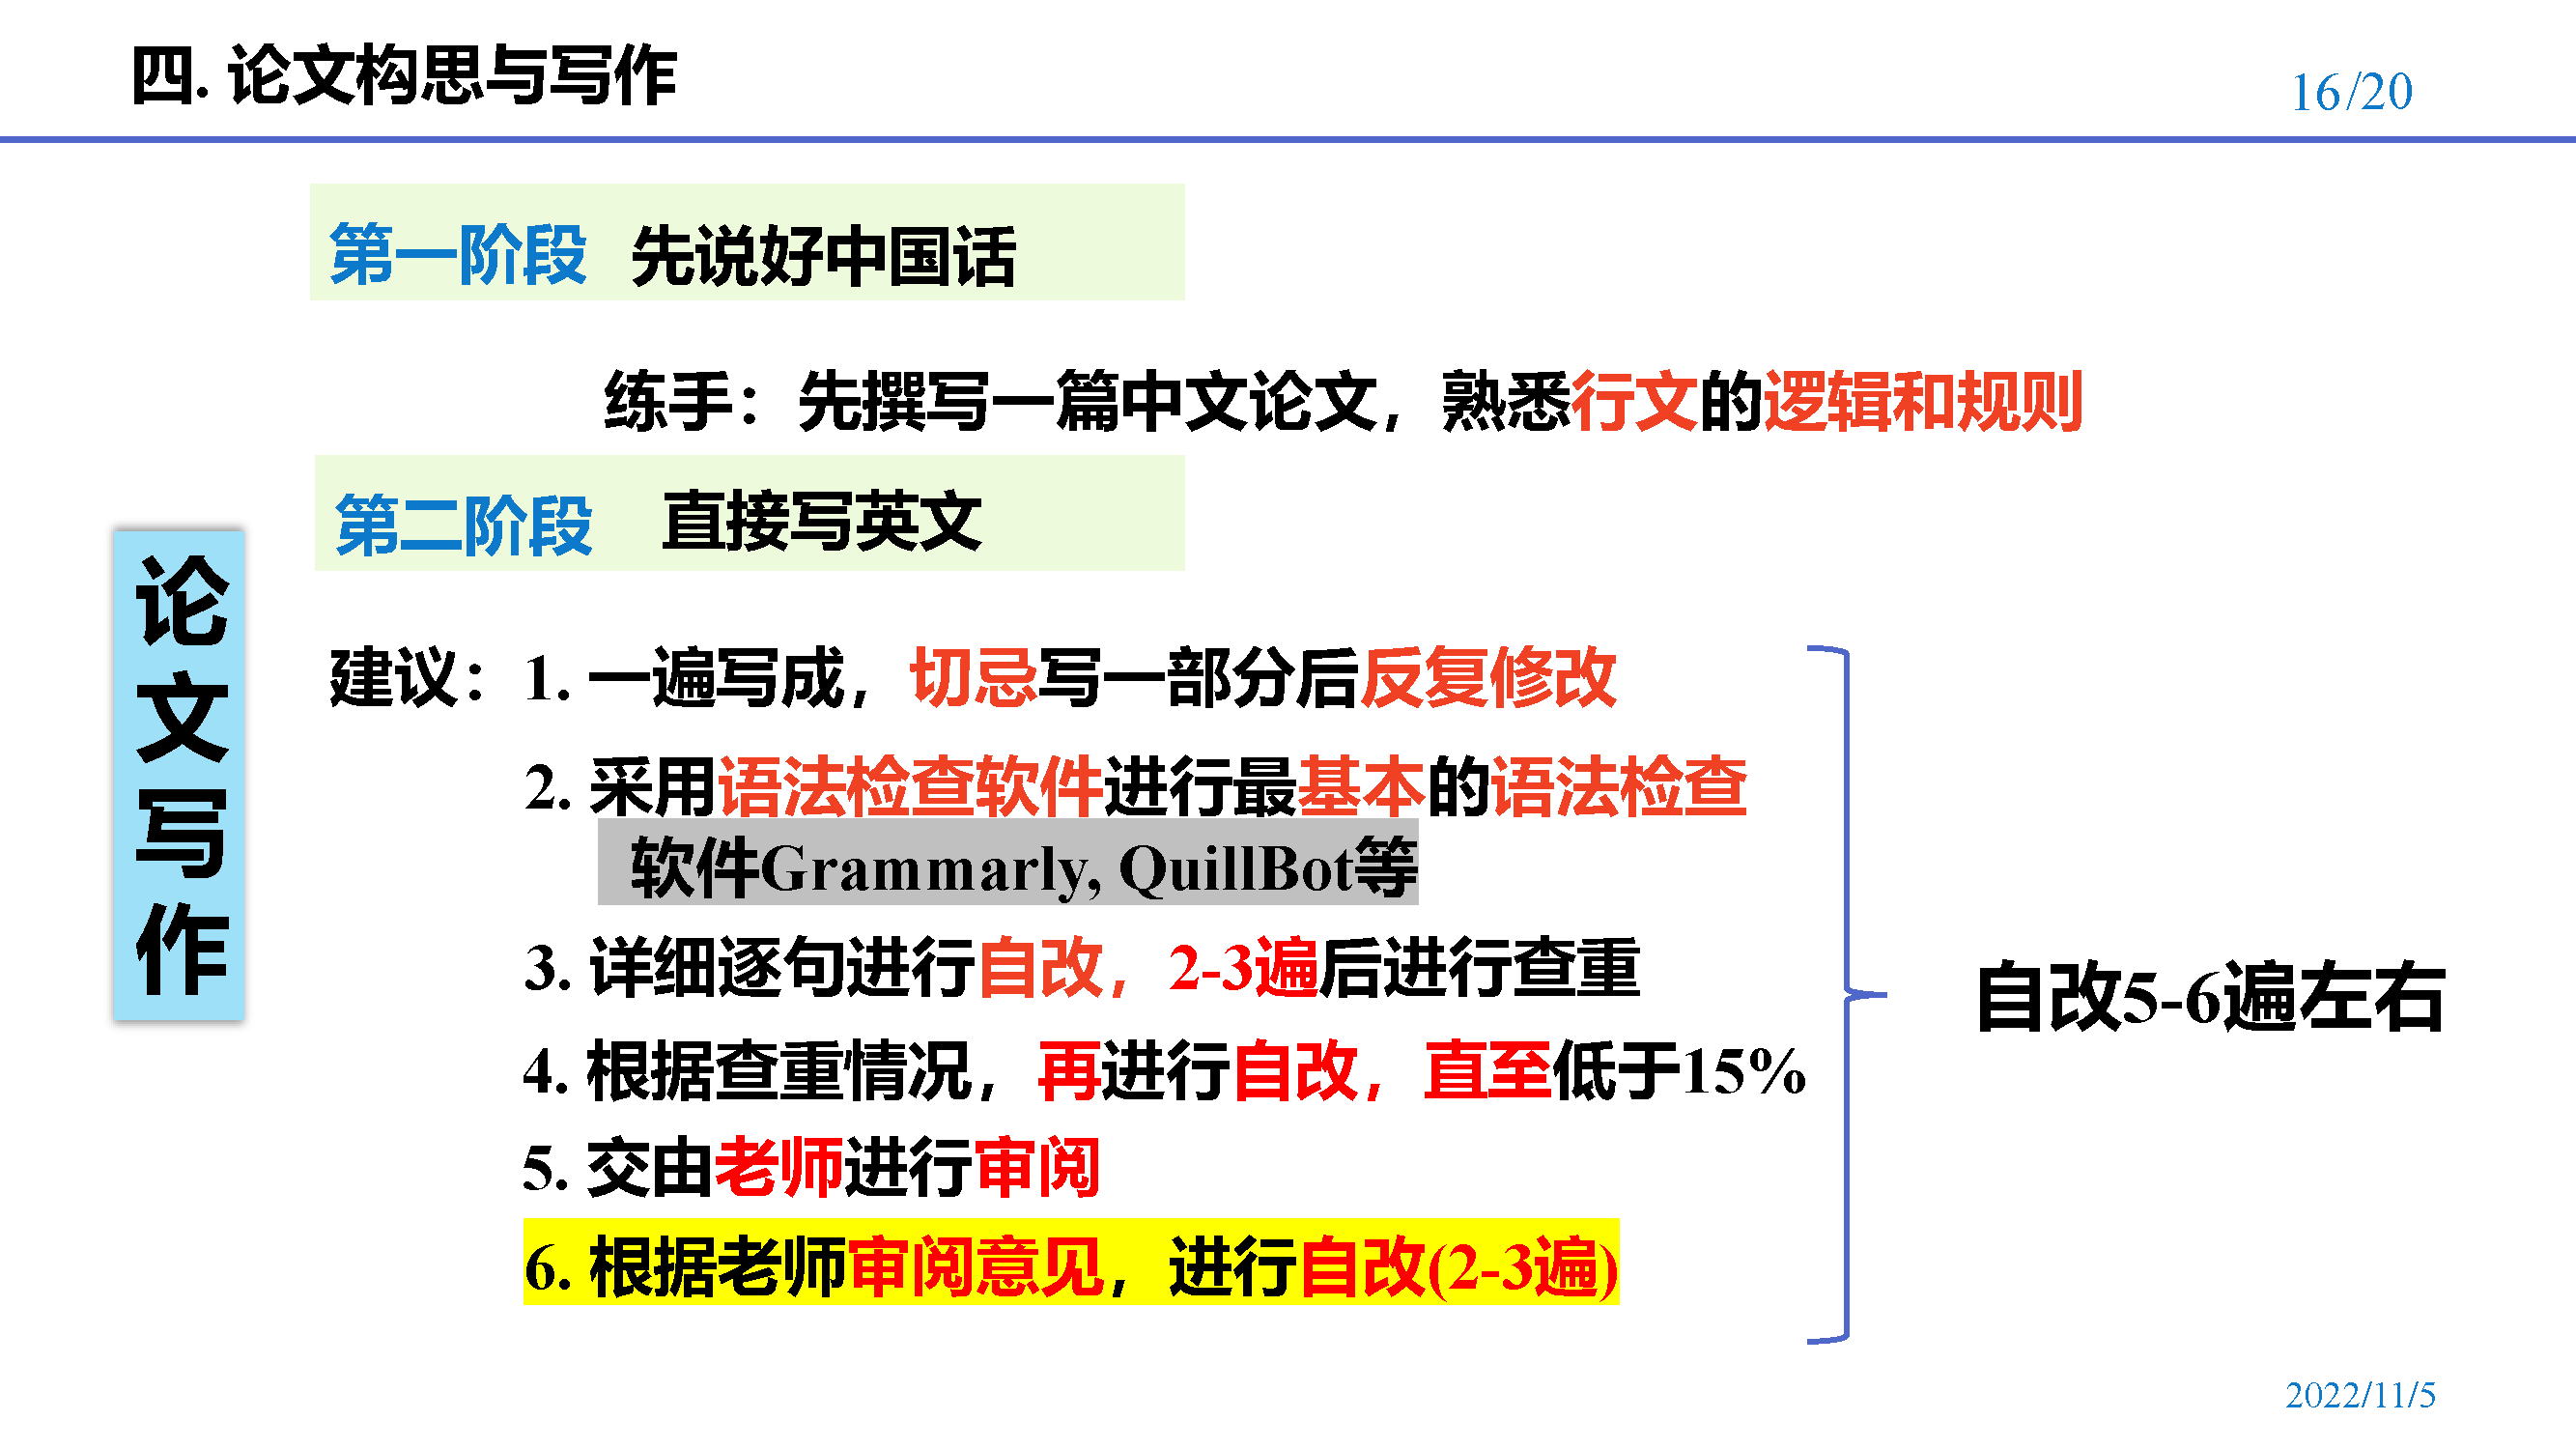 四. 论文构思与写作
16/20
第一阶段 先说好中国话
练手：先撰写一篇中文论文，熟悉行文的逻辑和规则
第二阶段 直接写英文
论
文
写
作
建议：1. 一遍写成，切忌写一部分后反复修改
2. 采用语法检查软件进行最基本的语法检查
软件Grammarly, QuillBot等
3. 详细逐句进行自改，2-3遍后进行查重
4. 根据查重情况，再进行自改，直至低于15%
5. 交由老师进行审阅
6. 根据老师审阅意见，进行自改(2-3遍)
自改5-6遍左右
2022/11/5